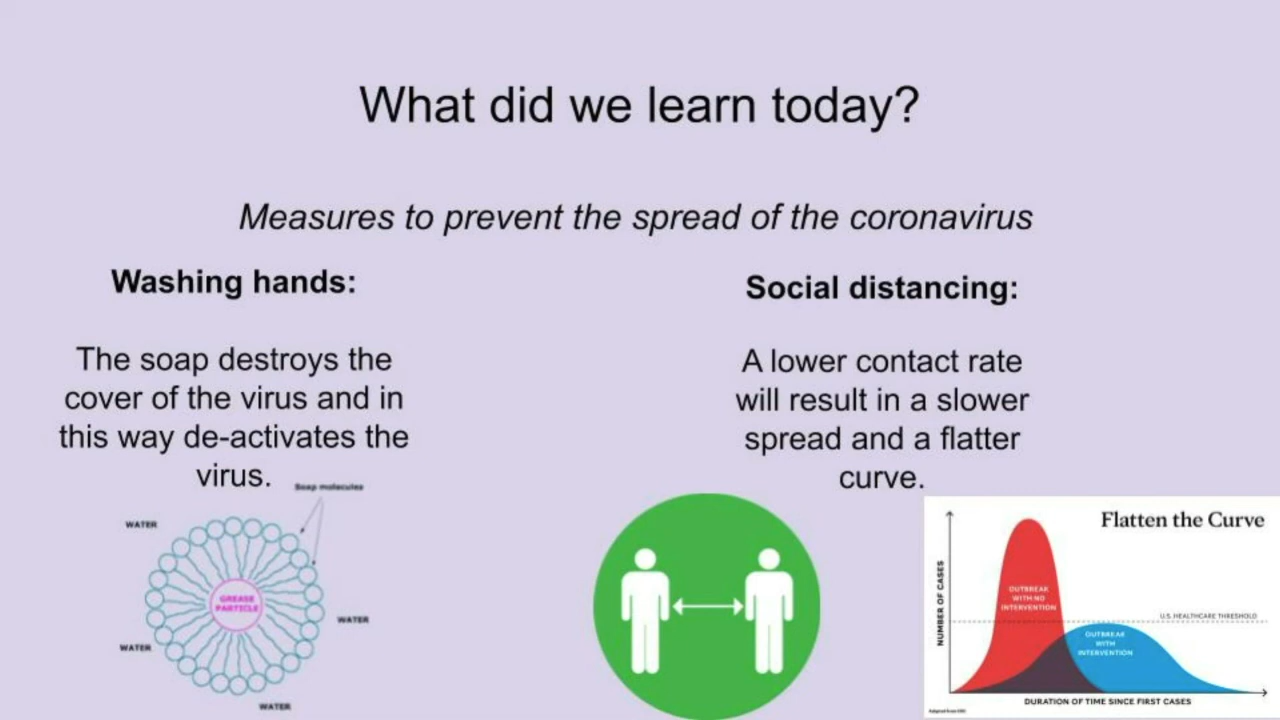 What did we learn today?
Measures to prevent the spread of the coronavirus
Washing hands:
The soap destroys the
cover of the virus and in
this way de-activates the
virus.
Soap molecules
WATER
GREASE
PARTICLE
WATER
WATER
WATER
Social distancing:
A lower contact rate
will result in a slower
spread and a flatter
curve.
Flatten the Curve
NUMBER OF CASES
OUTBREAK
WITH NO
INTERVENTION
U.S. HEALTHCARE THRESHOLD
OUTBREAK
WITH
INTERVENTION
DURATION OF TIME SINCE FIRST CASES